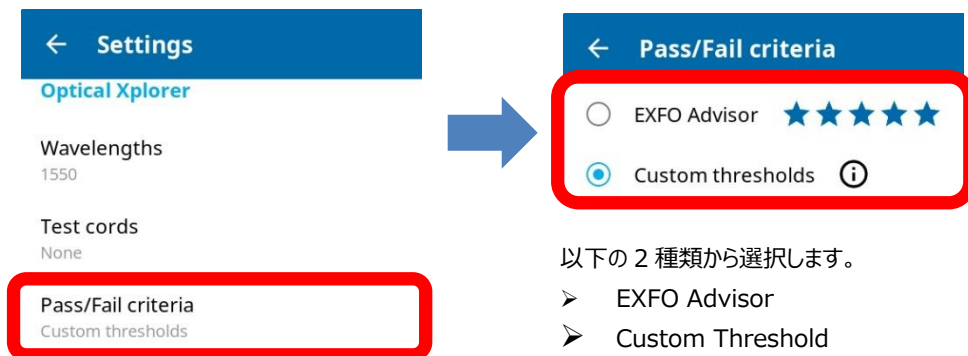 ← Settings
Optical Xplorer
Wavelengths
1550
Test cords
None
Pass/Fail criteria
Custom thresholds
← Pass/Fail criteria
EXFO Advisor ★★★★★
Custom thresholds ⓘ
以下の 2 種類から選択します。
➢ EXFO Advisor
➢ Custom Threshold